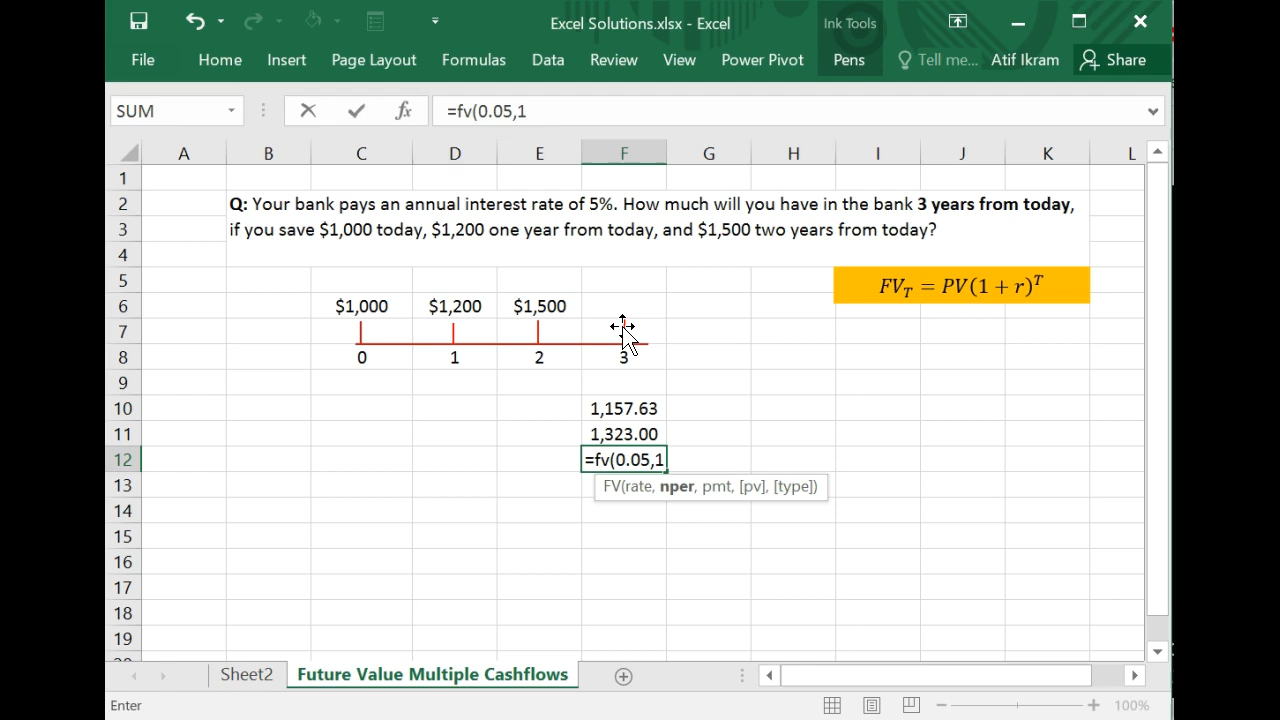 Excel Solutions.xlsx - Excel
Ink Tools
File Home Insert Page Layout Formulas Data Review View Power Pivot Pens Tell me... Atif Ikram Share
SUM fx =fv(0.05,1
A B C D E F G H I J K L
1
2 Q: Your bank pays an annual interest rate of 5%. How much will you have in the bank 3 years from today,
3 if you save $1,000 today, $1,200 one year from today, and $1,500 two years from today?
4
5 FV_T = PV(1 + r)^T
6 $1,000 $1,200 $1,500
7
8 0 1 2 3
9
10 1,157.63
11 1,323.00
12 =fv(0.05,1
13 FV(rate, nper, pmt, [pv], [type])
14
15
16
17
18
19
Sheet2 Future Value Multiple Cashflows
Enter 100%